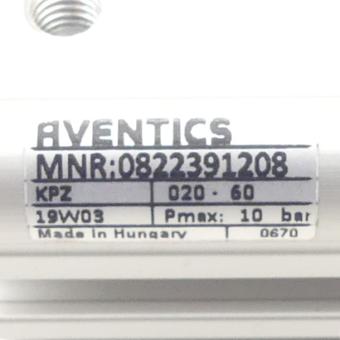 AVENTICS
MNR:0822391208
KPZ 020 - 60
19W03 Pmax: 10 bar
Made in Hungary 0670